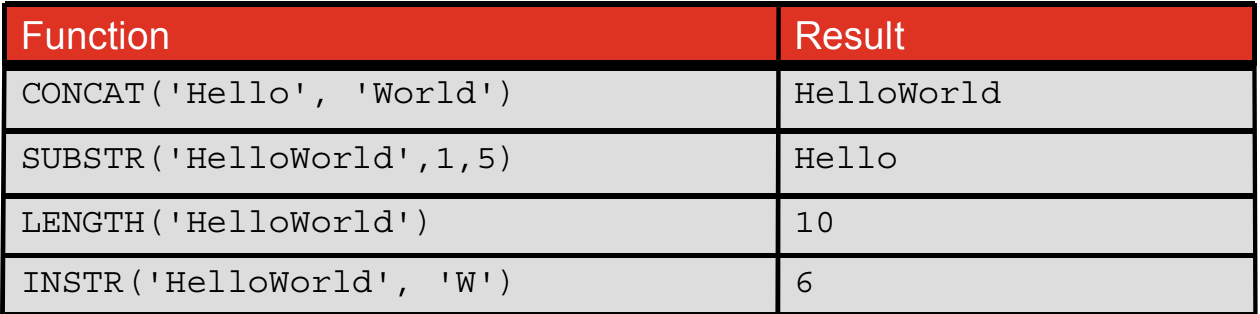 Function Result
CONCAT('Hello', 'World') HelloWorld
SUBSTR('HelloWorld',1,5) Hello
LENGTH('HelloWorld') 10
INSTR('HelloWorld', 'W') 6